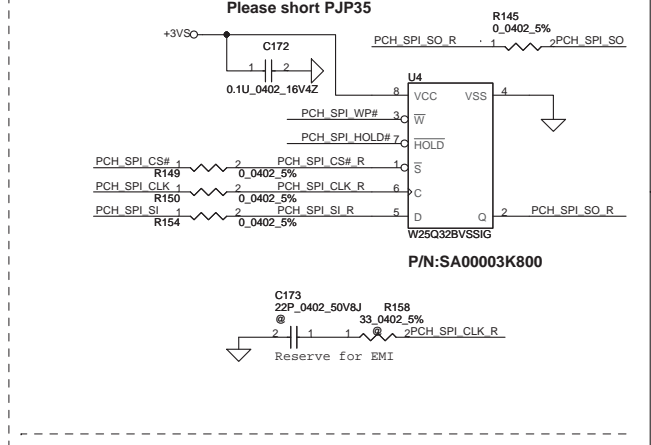 Please short PJP35
+3VS
C172
1 2
0.1U_0402_16V4Z
R145
0_0402_5%
PCH_SPI_SO_R 1 2 PCH_SPI_SO
U4
8 VCC VSS 4
PCH_SPI_WP# 3 W
PCH_SPI_HOLD# 7 HOLD
PCH_SPI_CS# 1 2 PCH_SPI_CS#_R 1 S
R149 0_0402_5%
PCH_SPI_CLK 1 2 PCH_SPI_CLK_R 6 C
R150 0_0402_5%
PCH_SPI_SI 1 2 PCH_SPI_SI_R 5 D Q 2 PCH_SPI_SO_R
R154 0_0402_5%
W25Q32BVSSIG
P/N:SA00003K800
C173
22P_0402_50V8J
@
R158
33_0402_5%
@
2 1 1 2 PCH_SPI_CLK_R
Reserve for EMI